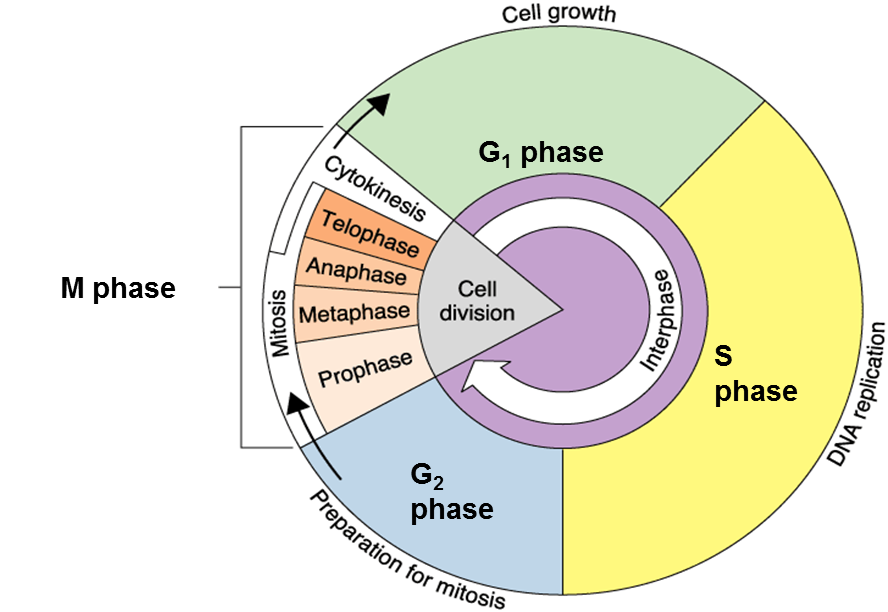 Cell growth
G₁ phase
Cytokinesis
Telophase
Anaphase
Metaphase
Prophase
Mitosis
M phase
Cell
division
Interphase
S
phase
DNA replication
G₂
phase
Preparation for mitosis